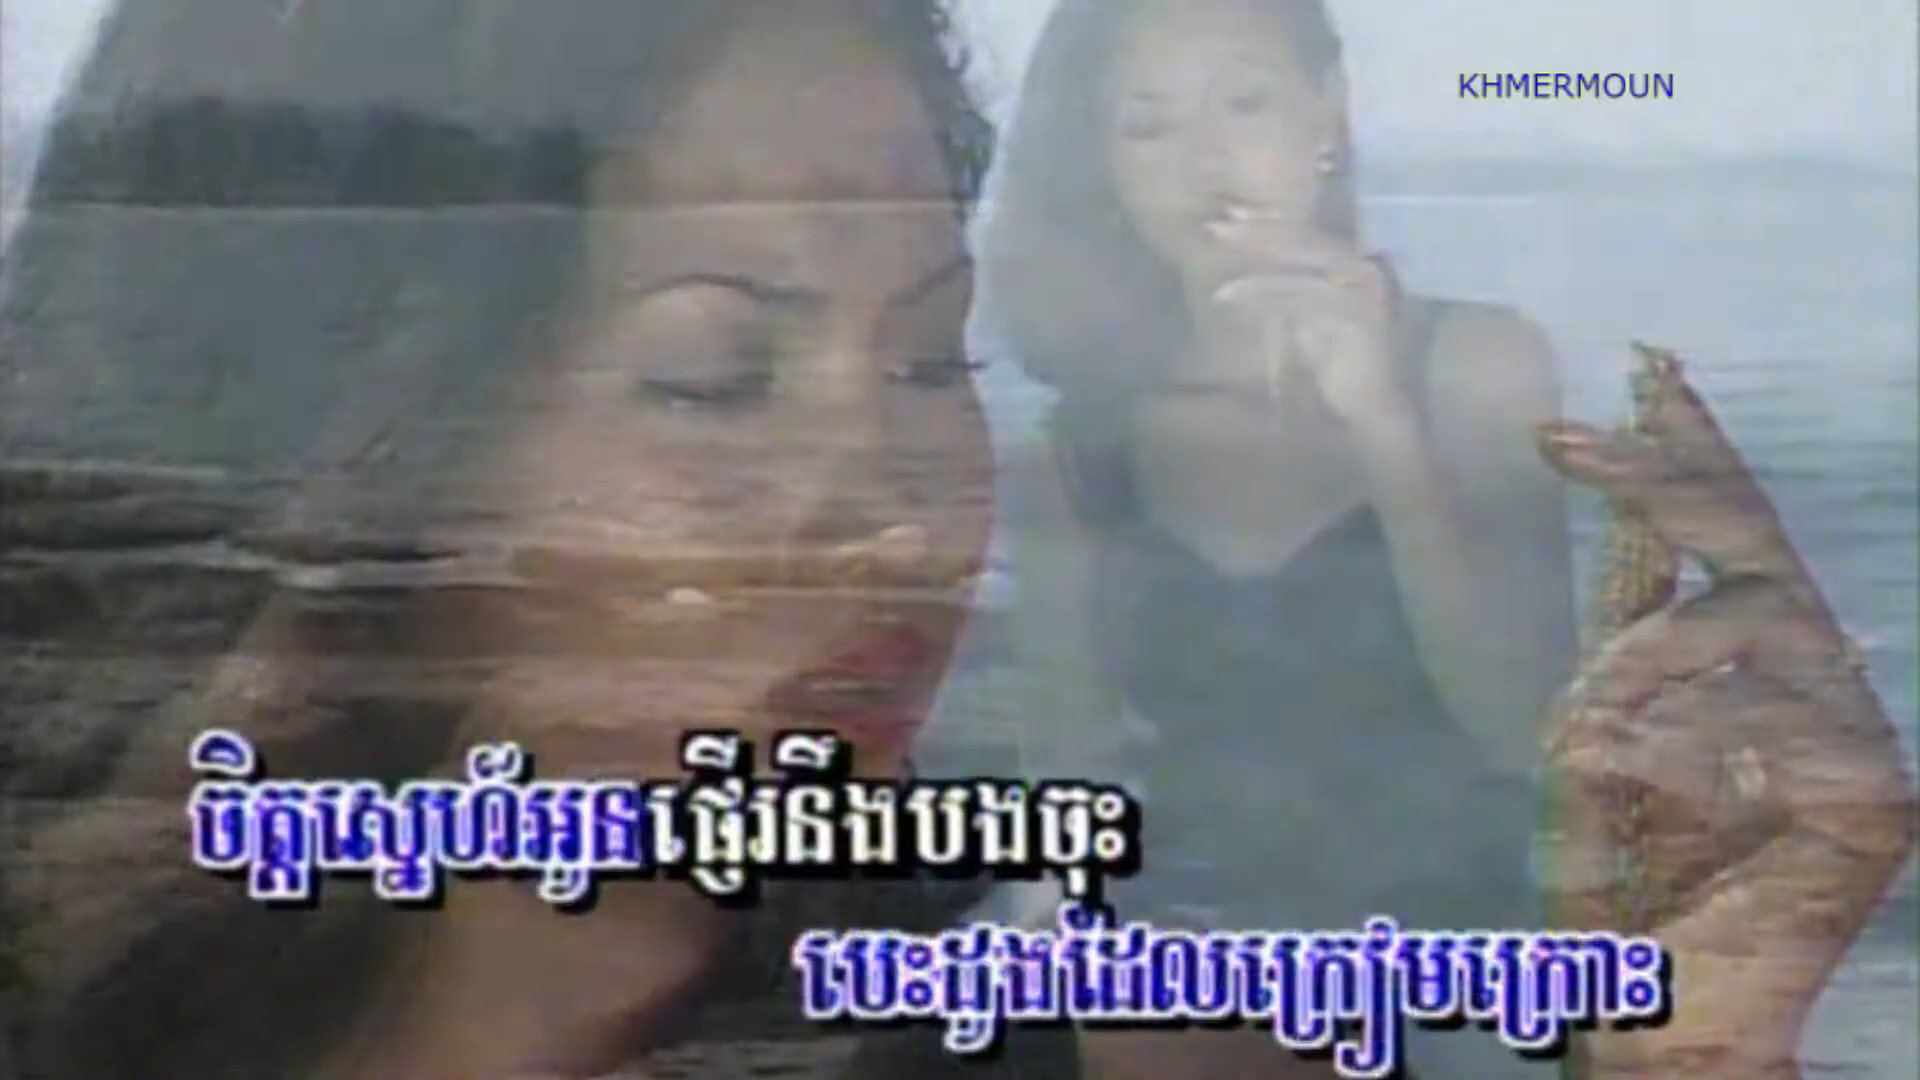 KHMERMOUN
ចិត្តស្នេហ៍អូនផ្ញើរនឹងបងចុះ
បេះដូងដែលក្រៀមក្រោះ